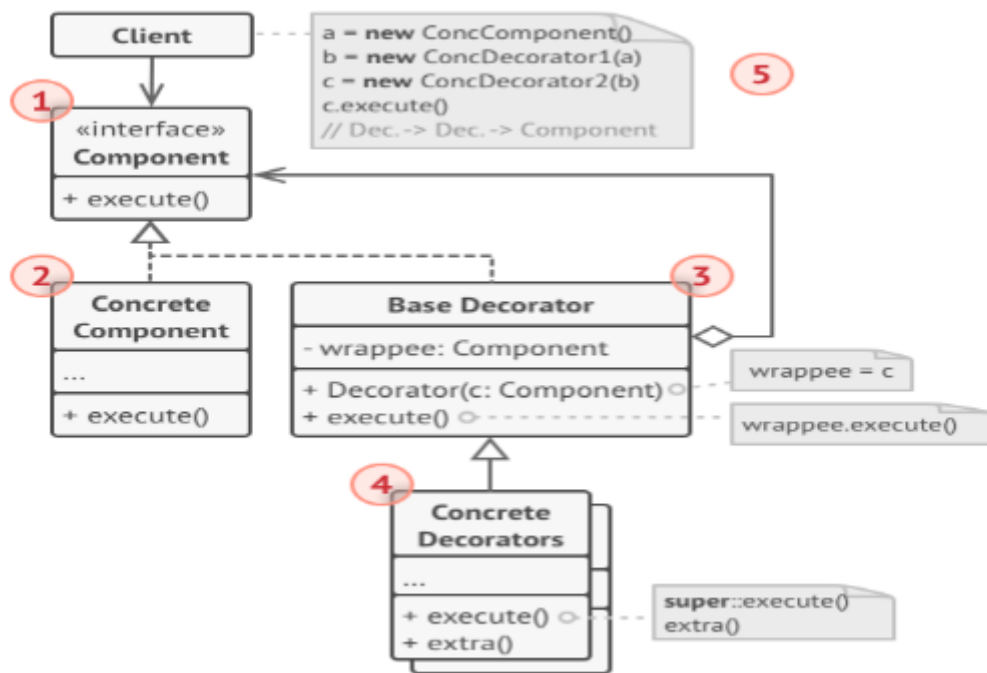 Client
a = new ConcComponent()
b = new ConcDecorator1(a)
c = new ConcDecorator2(b)
c.execute()
// Dec. -> Dec. -> Component
5
1
«interface»
Component
+ execute()
2
Concrete
Component
...
+ execute()
3
Base Decorator
- wrappee: Component
+ Decorator(c: Component)
+ execute()
wrappee = c
wrappee.execute()
4
Concrete
Decorators
...
+ execute()
+ extra()
super::execute()
extra()